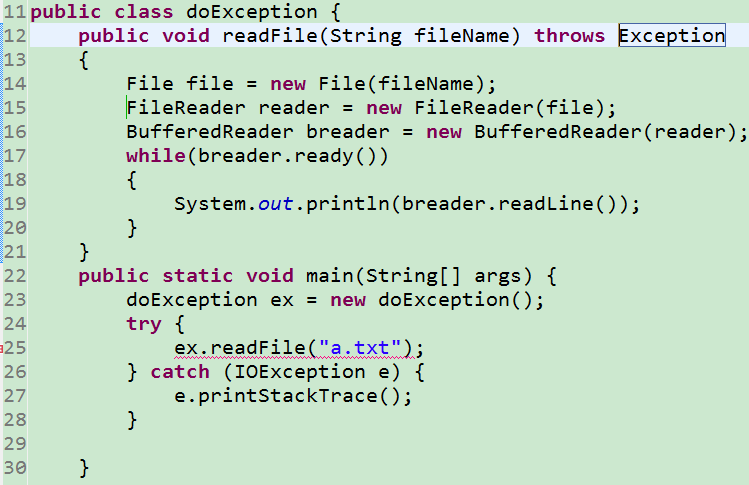 11 public class doException {
12     public void readFile(String fileName) throws Exception
13     {
14         File file = new File(fileName);
15         FileReader reader = new FileReader(file);
16         BufferedReader breader = new BufferedReader(reader);
17         while(breader.ready())
18         {
19             System.out.println(breader.readLine());
20         }
21     }
22     public static void main(String[] args) {
23         doException ex = new doException();
24         try {
25             ex.readFile("a.txt");
26         } catch (IOException e) {
27             e.printStackTrace();
28         }
29
30     }